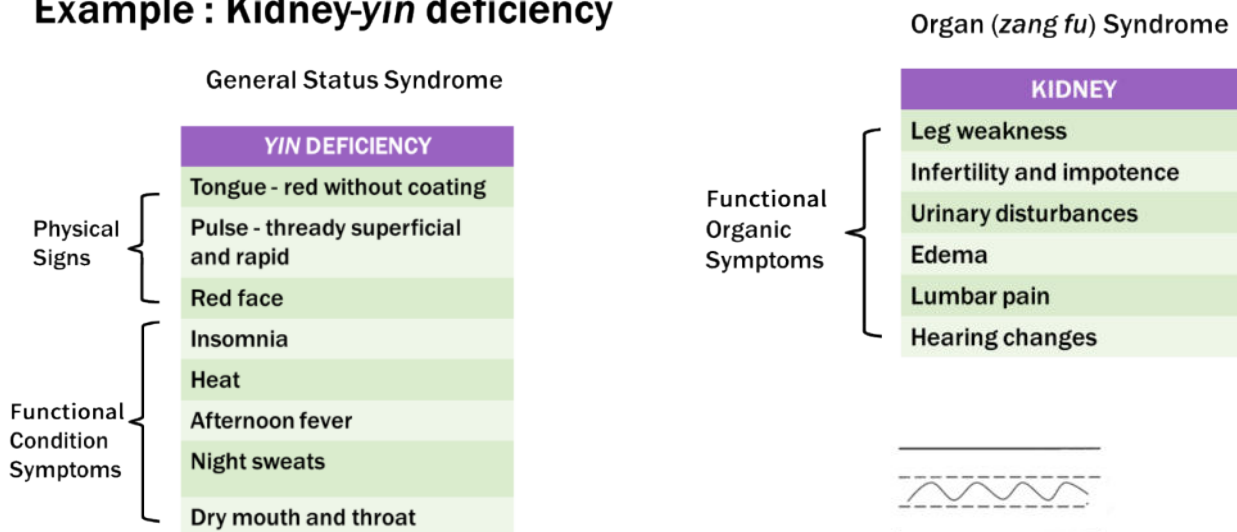 Example : Kidney-yin deficiency
General Status Syndrome
YIN DEFICIENCY
Physical
Signs
Tongue - red without coating
Pulse - thready superficial
and rapid
Red face
Functional
Condition
Symptoms
Insomnia
Heat
Afternoon fever
Night sweats
Dry mouth and throat
Organ (zang fu) Syndrome
KIDNEY
Functional
Organic
Symptoms
Leg weakness
Infertility and impotence
Urinary disturbances
Edema
Lumbar pain
Hearing changes